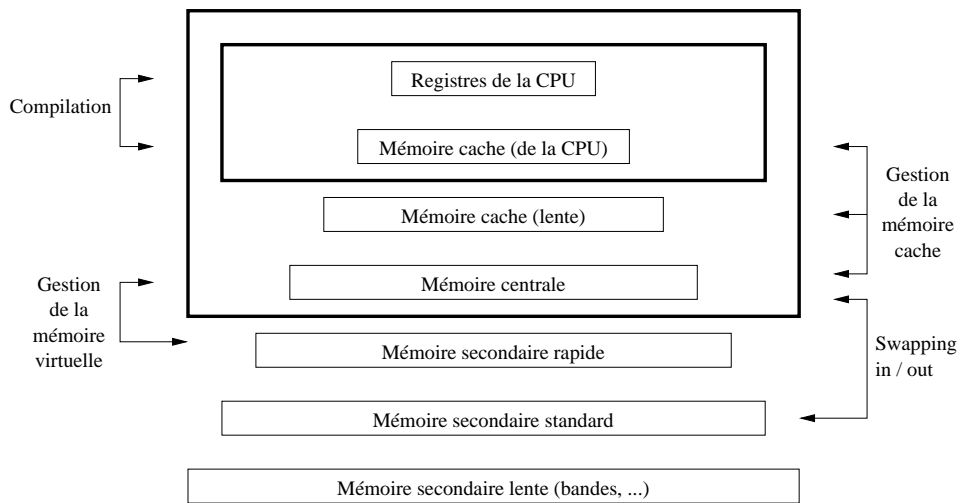 Registres de la CPU
Compilation
Mémoire cache (de la CPU)
Gestion
de la
mémoire
cache
Mémoire cache (lente)
Gestion
de la
mémoire
virtuelle
Mémoire centrale
Mémoire secondaire rapide
Swapping
in / out
Mémoire secondaire standard
Mémoire secondaire lente (bandes, ...)